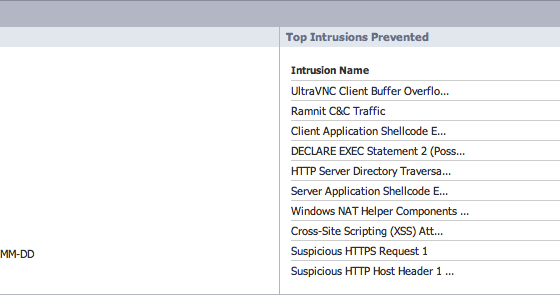 Top Intrusions Prevented
Intrusion Name
UltraVNC Client Buffer Overflo...
Ramnit C&C Traffic
Client Application Shellcode E...
DECLARE EXEC Statement 2 (Poss...
HTTP Server Directory Traversa...
Server Application Shellcode E...
Windows NAT Helper Components ...
Cross-Site Scripting (XSS) Att...
MM-DD
Suspicious HTTPS Request 1
Suspicious HTTP Host Header 1 ...